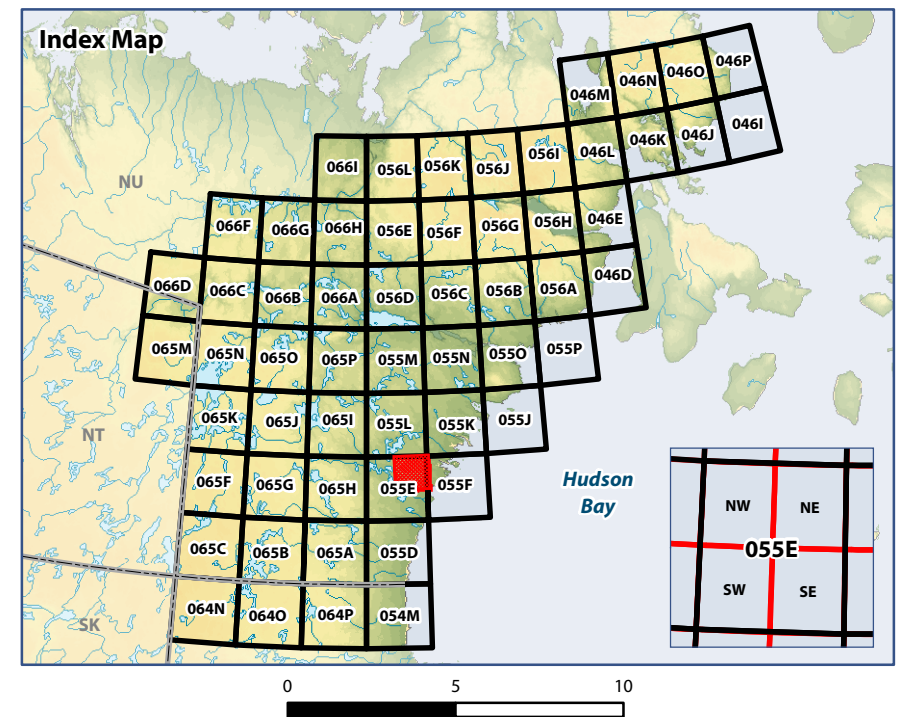 Index Map
046M 046N 046O 046P
066I 056L 056K 056J 056I 046L 046K 046J 046I
NU
066F 066G 066H 056E 056F 056G 056H 046E
066D 066C 066B 066A 056D 056C 056B 056A 046D
065M 065N 065O 065P 055M 055N 055O 055P
NT
065K 065J 065I 055L 055K 055J
065F 065G 065H 055E 055F
Hudson
Bay
065C 065B 065A 055D
SK
064N 064O 064P 054M
NW NE
055E
SW SE
0 5 10